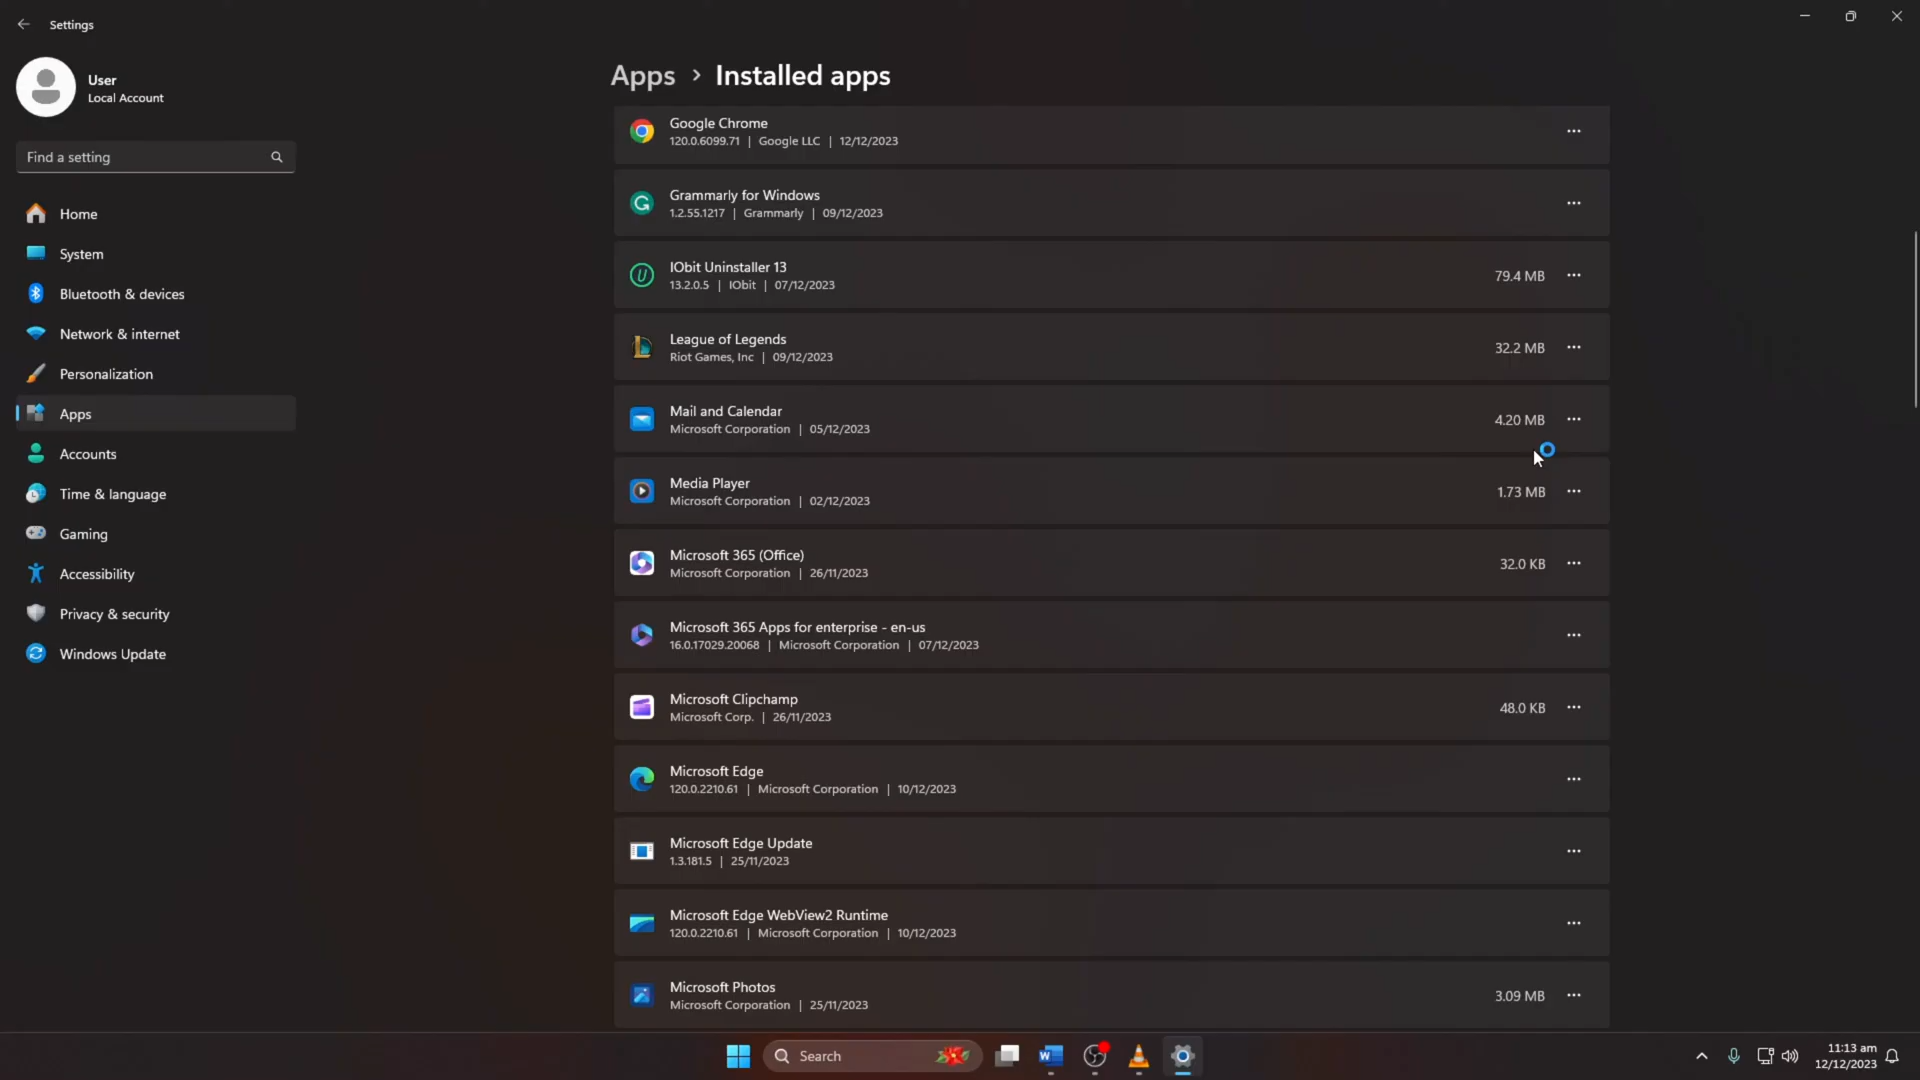 Settings
User
Local Account
Find a setting
Home
System
Bluetooth & devices
Network & internet
Personalization
Apps
Accounts
Time & language
Gaming
Accessibility
Privacy & security
Windows Update
Apps > Installed apps
Google Chrome
120.0.6099.71 | Google LLC | 12/12/2023
Grammarly for Windows
1.2.55.1217 | Grammarly | 09/12/2023
IObit Uninstaller 13
13.2.0.5 | IObit | 07/12/2023
79.4 MB
League of Legends
Riot Games, Inc | 09/12/2023
32.2 MB
Mail and Calendar
Microsoft Corporation | 05/12/2023
4.20 MB
Media Player
Microsoft Corporation | 02/12/2023
1.73 MB
Microsoft 365 (Office)
Microsoft Corporation | 26/11/2023
32.0 KB
Microsoft 365 Apps for enterprise - en-us
16.0.17029.20068 | Microsoft Corporation | 07/12/2023
Microsoft Clipchamp
Microsoft Corp. | 26/11/2023
48.0 KB
Microsoft Edge
120.0.2210.61 | Microsoft Corporation | 10/12/2023
Microsoft Edge Update
1.3.181.5 | 25/11/2023
Microsoft Edge WebView2 Runtime
120.0.2210.61 | Microsoft Corporation | 10/12/2023
Microsoft Photos
Microsoft Corporation | 25/11/2023
3.09 MB
Search
11:13 am
12/12/2023